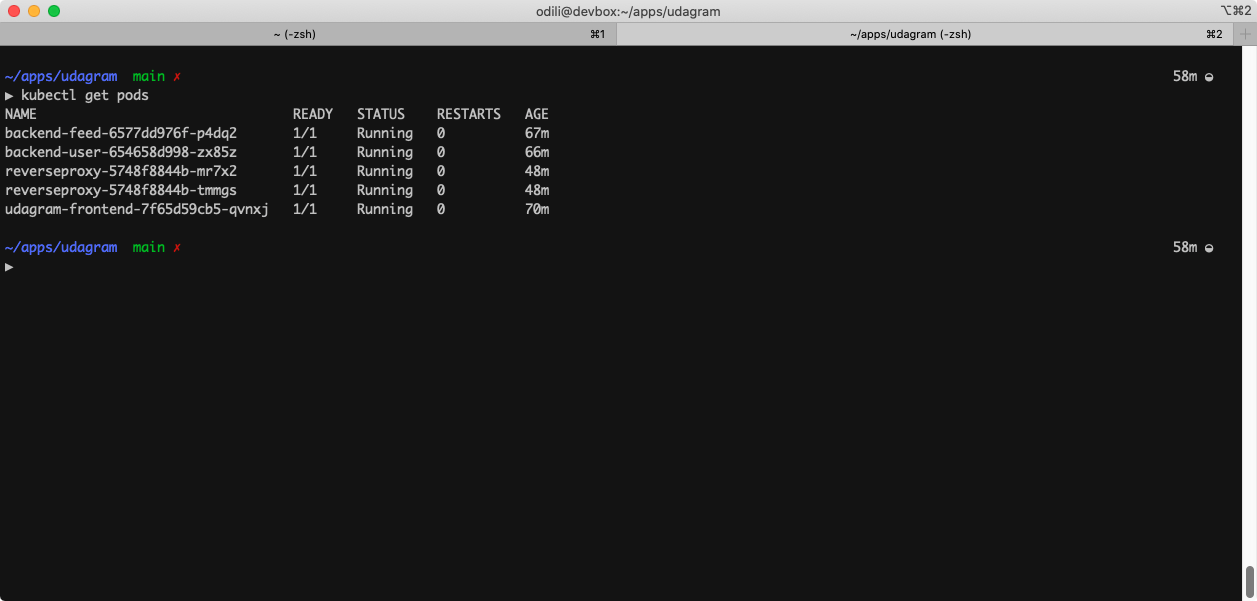 odili@devbox:~/apps/udagram ⌥⌘2
~ (-zsh) ⌘1 ~/apps/udagram (-zsh) ⌘2 +
~/apps/udagram main ✗ 58m
▶ kubectl get pods
NAME READY STATUS RESTARTS AGE
backend-feed-6577dd976f-p4dq2 1/1 Running 0 67m
backend-user-654658d998-zx85z 1/1 Running 0 66m
reverseproxy-5748f8844b-mr7x2 1/1 Running 0 48m
reverseproxy-5748f8844b-tmmgs 1/1 Running 0 48m
udagram-frontend-7f65d59cb5-qvnxj 1/1 Running 0 70m
~/apps/udagram main ✗ 58m
▶